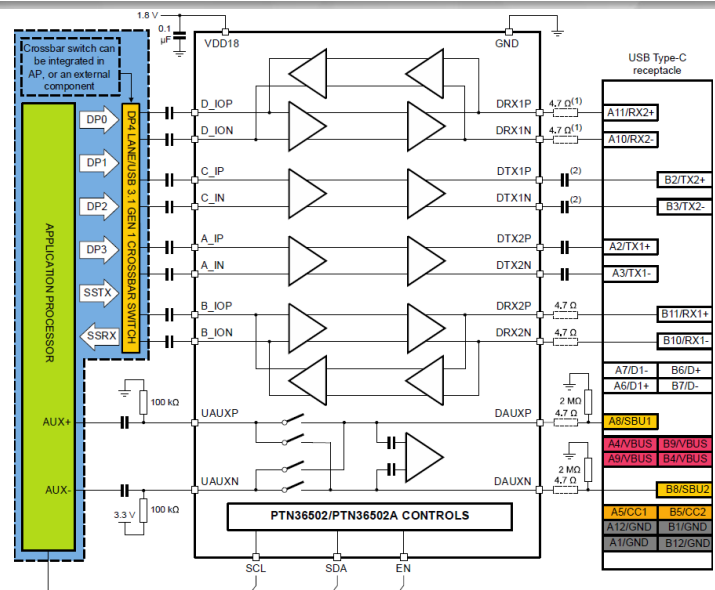 1.8 V
0.1
µF
VDD18
GND
Crossbar switch can
be integrated in
AP, or an external
component
USB Type-C
receptacle
APPLICATION PROCESSOR
DP4 LANE/USB 3.1 GEN 1 CROSSBAR SWITCH
DP0
DP1
DP2
DP3
SSTX
SSRX
AUX+
AUX-
100 kΩ
3.3 V
100 kΩ
D_IOP
D_ION
C_IP
C_IN
A_IP
A_IN
B_IOP
B_ION
UAUXP
UAUXN
DRX1P
DRX1N
DTX1P
DTX1N
DTX2P
DTX2N
DRX2P
DRX2N
DAUXP
DAUXN
4.7 Ω(1)
4.7 Ω(1)
(2)
(2)
4.7 Ω
4.7 Ω
2 MΩ
4.7 Ω
2 MΩ
4.7 Ω
A11/RX2+
A10/RX2-
B2/TX2+
B3/TX2-
A2/TX1+
A3/TX1-
B11/RX1+
B10/RX1-
A7/D1- B6/D+
A6/D1+ B7/D-
A8/SBU1
A4/VBUS B9/VBUS
A9/VBUS B4/VBUS
B8/SBU2
A5/CC1 B5/CC2
A12/GND B1/GND
A1/GND B12/GND
PTN36502/PTN36502A CONTROLS
SCL SDA EN